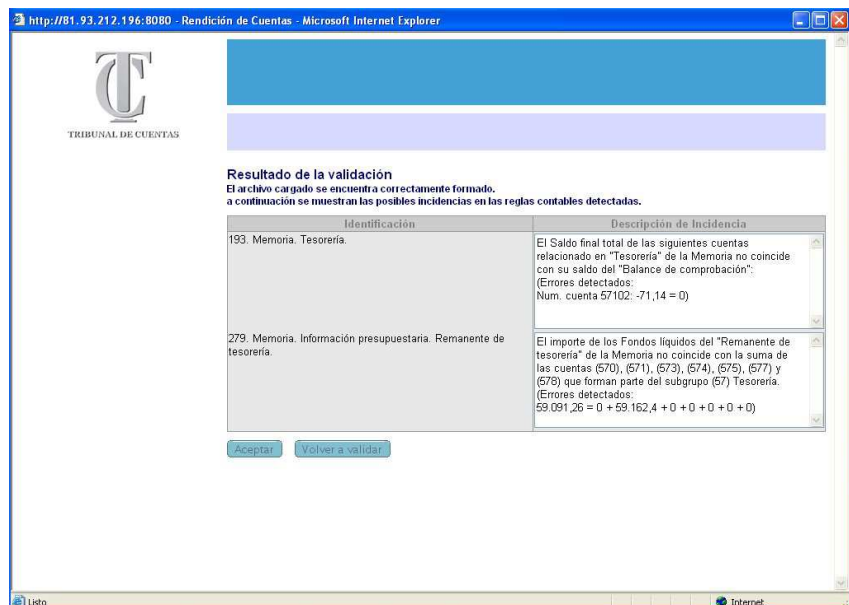 http://81.93.212.196:8080 - Rendición de Cuentas - Microsoft Internet Explorer
TC
TRIBUNAL DE CUENTAS
Resultado de la validación
El archivo cargado se encuentra correctamente formado.
a continuación se muestran las posibles incidencias en las reglas contables detectadas.
Identificación
Descripción de Incidencia
193. Memoria. Tesorería.
El Saldo final total de las siguientes cuentas
relacionado en "Tesorería" de la Memoria no coincide
con su saldo del "Balance de comprobación":
(Errores detectados:
Num. cuenta 57102: -71,14 = 0)
279. Memoria. Información presupuestaria. Remanente de
tesorería.
El importe de los Fondos líquidos del "Remanente de
tesorería" de la Memoria no coincide con la suma de
las cuentas (570), (571), (573), (574), (575), (577) y
(578) que forman parte del subgrupo (57) Tesorería.
(Errores detectados:
59.091,26 = 0 + 59.162,4 + 0 + 0 + 0 + 0 + 0)
Aceptar
Volver a validar
Listo
Internet